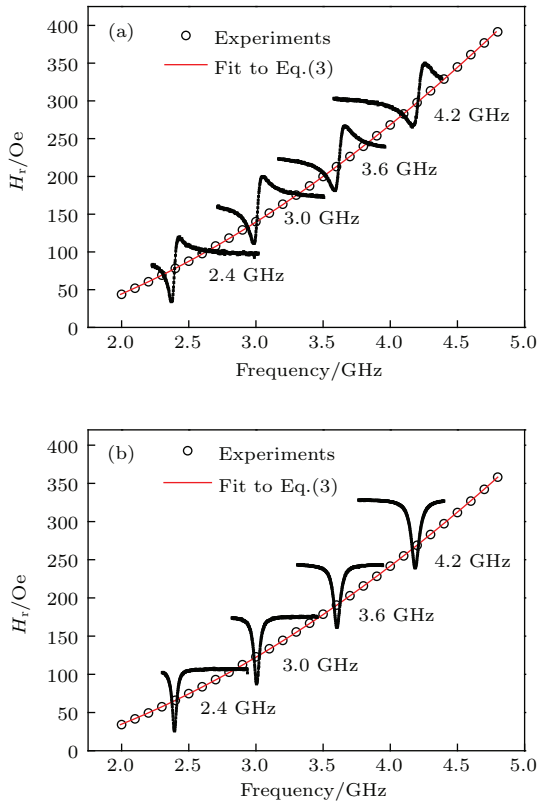 (a)
Experiments
Fit to Eq.(3)
400
350
300
250
200
150
100
50
0
Hr/Oe
4.2 GHz
3.6 GHz
3.0 GHz
2.4 GHz
2.0 2.5 3.0 3.5 4.0 4.5 5.0
Frequency/GHz
(b)
Experiments
Fit to Eq.(3)
400
350
300
250
200
150
100
50
0
Hr/Oe
4.2 GHz
3.6 GHz
3.0 GHz
2.4 GHz
2.0 2.5 3.0 3.5 4.0 4.5 5.0
Frequency/GHz